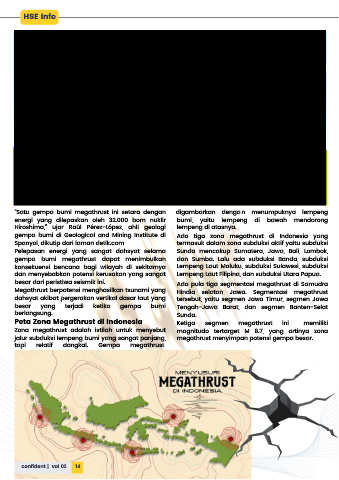 HSE Info
"Satu gempa bumi megathrust ini setara dengan
energi yang dilepaskan oleh 32,000 bom nuklir
Hiroshima," ujar Raúl Pérez-López, ahli geologi
gempa bumi di Geological and Mining Institute di
Spanyol, dikutip dari laman detik.com
Pelepasan energi yang sangat dahsyat selama
gempa bumi megathrust dapat menimbulkan
konsekuensi bencana bagi wilayah di sekitarnya
dan menyebabkan potensi kerusakan yang sangat
besar dari peristiwa seismik ini.
Megathrust berpotensi menghasilkan tsunami yang
dahsyat akibat pergerakan vertikal dasar laut yang
besar yang terjadi ketika gempa bumi
berlangsung.
Peta Zona Megathrust di Indonesia
Zona megathrust adalah istilah untuk menyebut
jalur subduksi lempeng bumi yang sangat panjang,
tapi relatif dangkal. Gempa megathrust
digambarkan dengan menumpuknya lempeng
bumi, yaitu lempeng di bawah mendorong
lempeng di atasnya.
Ada tiga zona megathrust di Indonesia yang
termasuk dalam zona subduksi aktif yaitu subduksi
Sunda mencakup Sumatera, Jawa, Bali, Lombok,
dan Sumba. Lalu ada subduksi Banda, subduksi
Lempeng Laut Maluku, subduksi Sulawesi, subduksi
Lempeng Laut Filipina, dan subduksi Utara Papua.
Ada pula tiga segmentasi megathrust di Samudra
Hindia selatan Jawa. Segmentasi megathrust
tersebut yaitu segmen Jawa Timur, segmen Jawa
Tengah-Jawa Barat, dan segmen Banten-Selat
Sunda.
Ketiga segmen megathrust ini memiliki
magnitudo tertarget M 8.7, yang artinya zona
megathrust menyimpan potensi gempa besar.
MENYUSURI
MEGATHRUST
DI INDONESIA
confident | vol 05 14